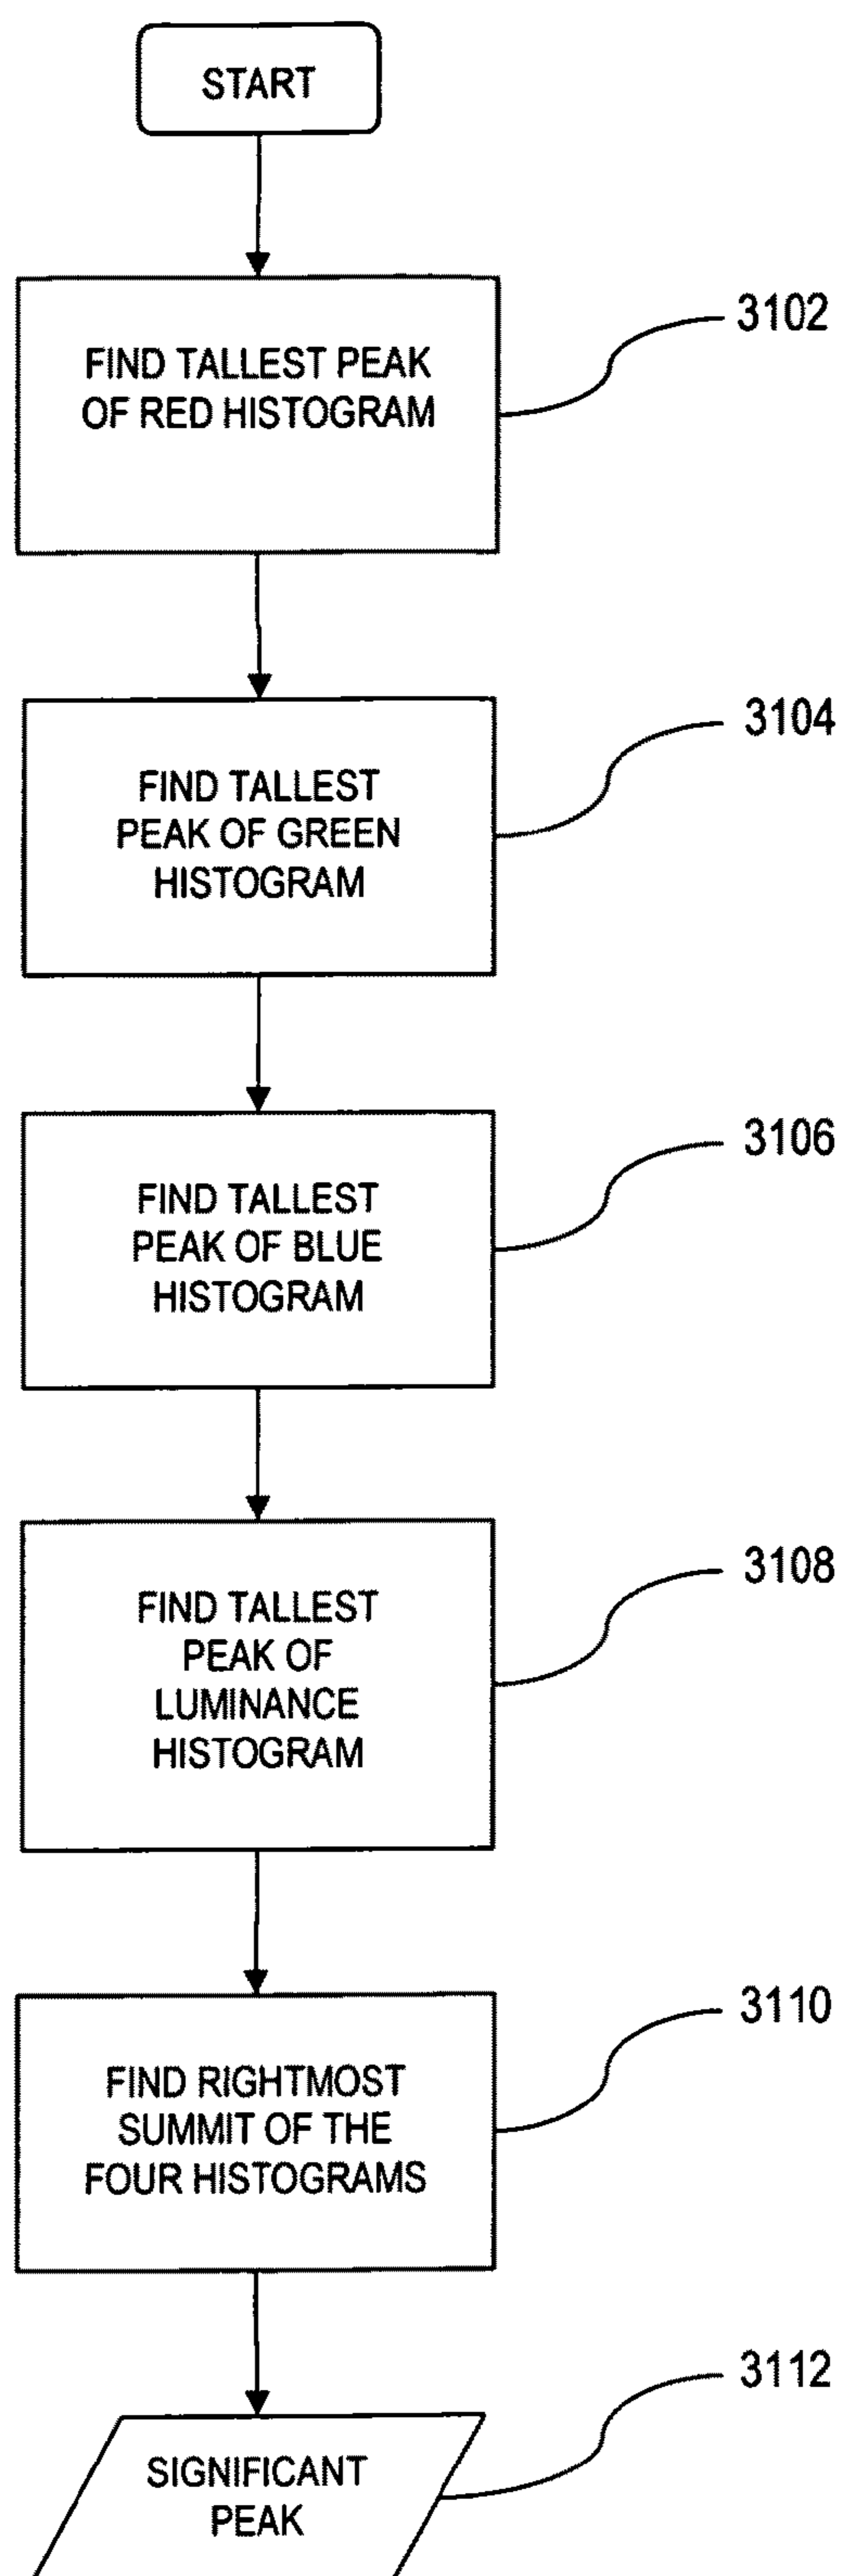 START
3102
FIND TALLEST PEAK
OF RED HISTOGRAM
3104
FIND TALLEST
PEAK OF GREEN
HISTOGRAM
3106
FIND TALLEST
PEAK OF BLUE
HISTOGRAM
3108
FIND TALLEST
PEAK OF
LUMINANCE
HISTOGRAM
3110
FIND RIGHTMOST
SUMMIT OF THE
FOUR HISTOGRAMS
3112
SIGNIFICANT
PEAK